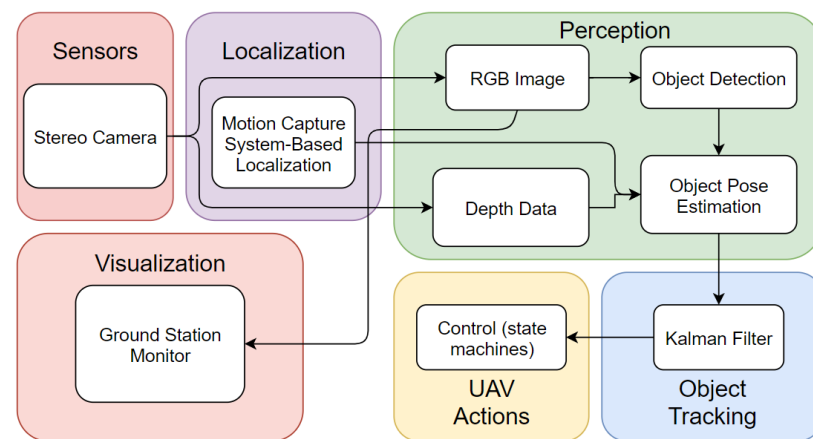 Sensors
Stereo Camera
Localization
Motion Capture
System-Based
Localization
Perception
RGB Image
Object Detection
Depth Data
Object Pose
Estimation
Visualization
Ground Station
Monitor
Control (state
machines)
UAV
Actions
Kalman Filter
Object
Tracking